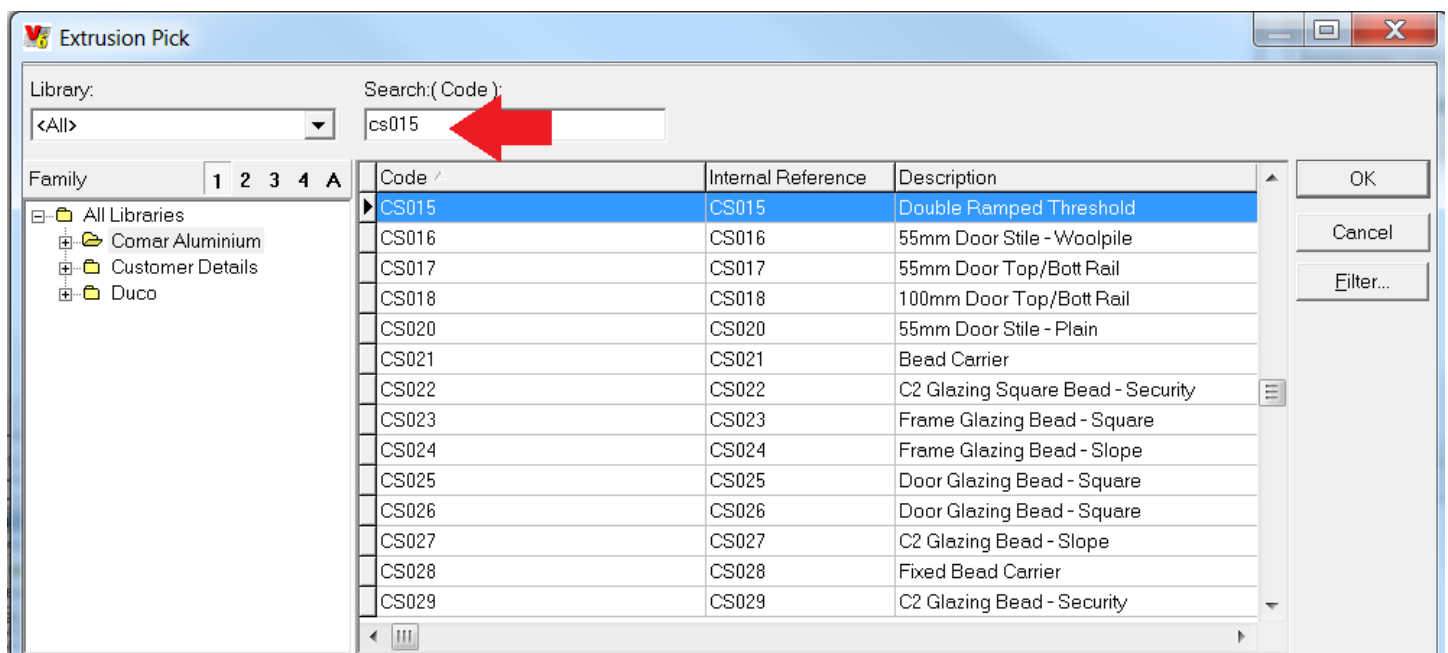 Extrusion Pick
Library: Search:( Code ):
<All> cs015
Family 1 2 3 4 A
All Libraries
Comar Aluminium
Customer Details
Duco
Code Internal Reference Description
CS015 CS015 Double Ramped Threshold
CS016 CS016 55mm Door Stile - Woolpile
CS017 CS017 55mm Door Top/Bott Rail
CS018 CS018 100mm Door Top/Bott Rail
CS020 CS020 55mm Door Stile - Plain
CS021 CS021 Bead Carrier
CS022 CS022 C2 Glazing Square Bead - Security
CS023 CS023 Frame Glazing Bead - Square
CS024 CS024 Frame Glazing Bead - Slope
CS025 CS025 Door Glazing Bead - Square
CS026 CS026 Door Glazing Bead - Square
CS027 CS027 C2 Glazing Bead - Slope
CS028 CS028 Fixed Bead Carrier
CS029 CS029 C2 Glazing Bead - Security
OK
Cancel
Filter...